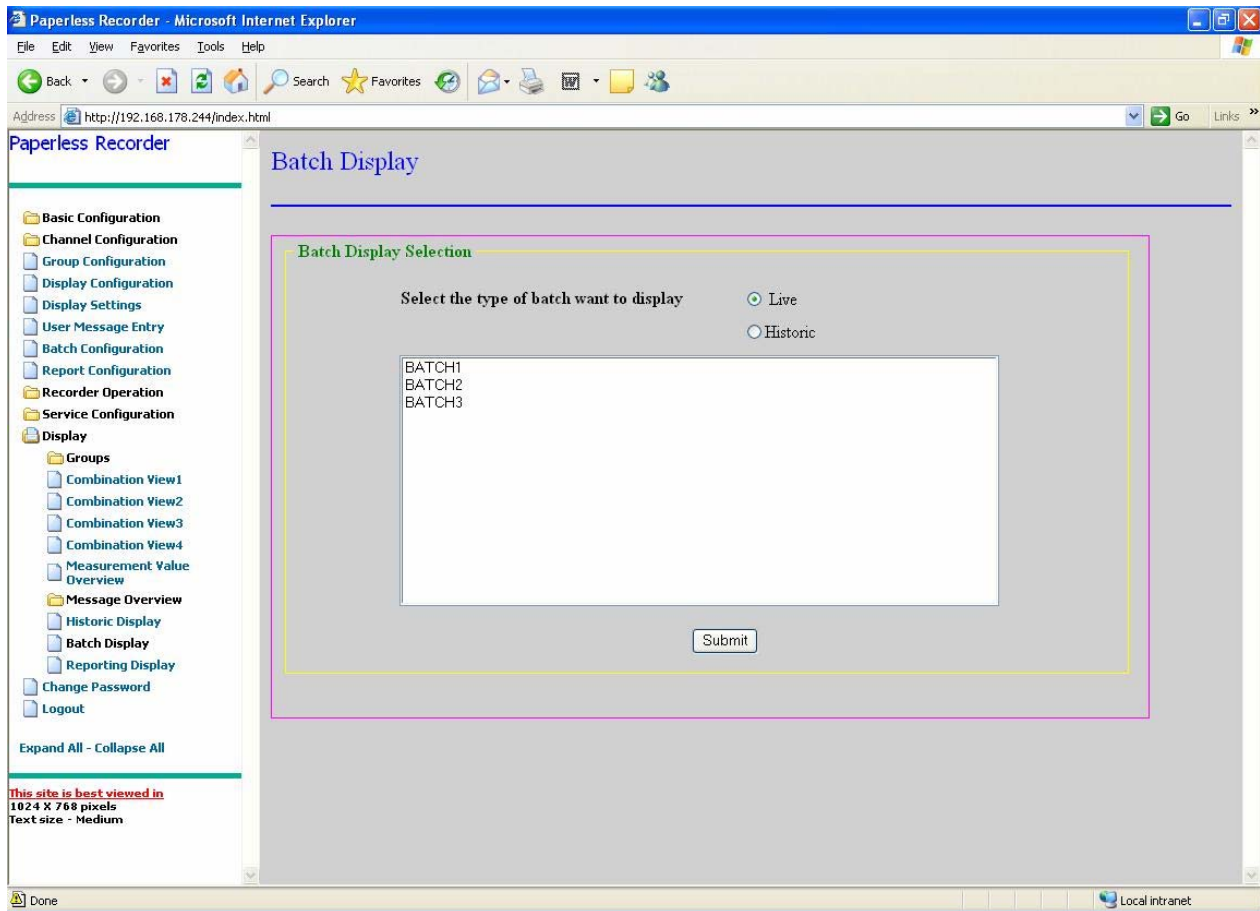 Paperless Recorder - Microsoft Internet Explorer
File Edit View Favorites Tools Help
Back Search Favorites W
Address http://192.168.178.244/index.html Go Links »
Paperless Recorder
Basic Configuration
Channel Configuration
Group Configuration
Display Configuration
Display Settings
User Message Entry
Batch Configuration
Report Configuration
Recorder Operation
Service Configuration
Display
Groups
Combination View1
Combination View2
Combination View3
Combination View4
Measurement Value
Overview
Message Overview
Historic Display
Batch Display
Reporting Display
Change Password
Logout
Expand All - Collapse All
This site is best viewed in
1024 X 768 pixels
Text size - Medium
Batch Display
Batch Display Selection
Select the type of batch want to display Live
Historic
BATCH1
BATCH2
BATCH3
Submit
Done Local intranet